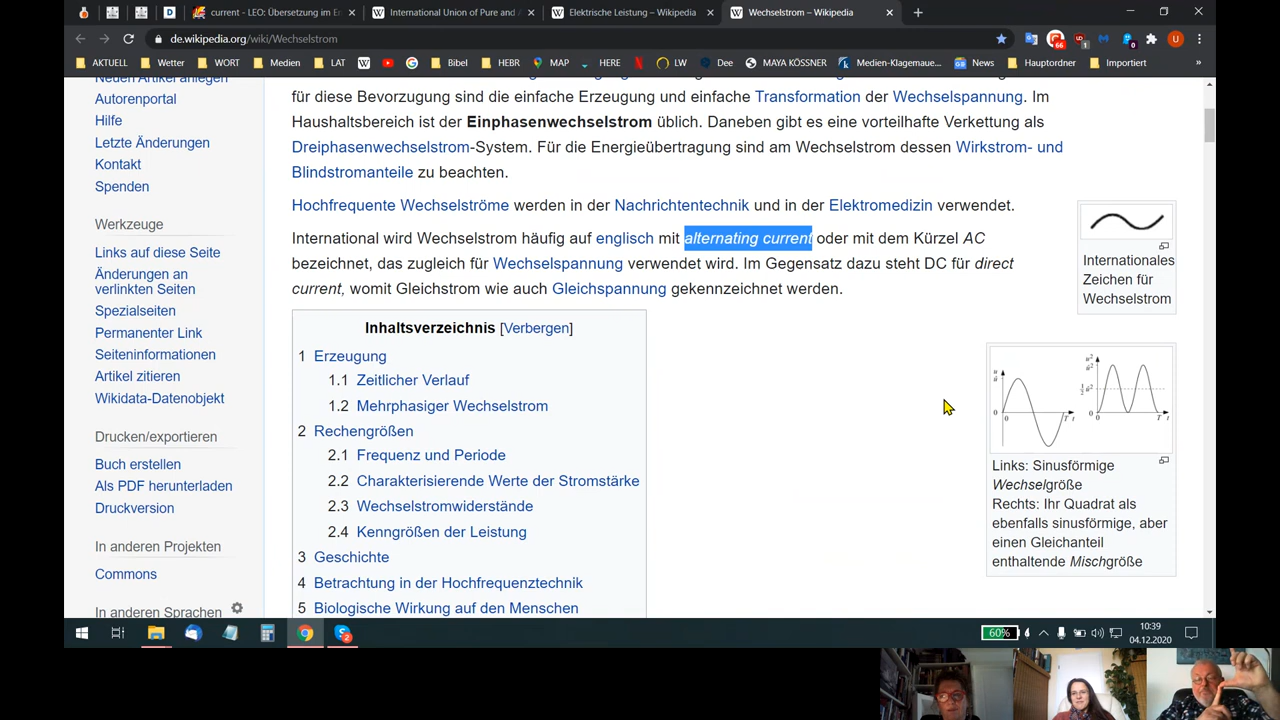 current - LEO: Übersetzung im E
International Union of Pure and A
Elektrische Leistung – Wikipedia
Wechselstrom – Wikipedia
de.wikipedia.org/wiki/Wechselstrom
AKTUELL
Wetter
WORT
Medien
LAT
Bibel
HEBR
MAP
HERE
LW
Dee
MAYA KÖSSNER
Medien-Klagemaue...
News
Hauptordner
Importiert
Neuen Artikel anlegen
Autorenportal
Hilfe
Letzte Änderungen
Kontakt
Spenden
Werkzeuge
Links auf diese Seite
Änderungen an
verlinkten Seiten
Spezialseiten
Permanenter Link
Seiteninformationen
Artikel zitieren
Wikidata-Datenobjekt
Drucken/exportieren
Buch erstellen
Als PDF herunterladen
Druckversion
In anderen Projekten
Commons
In anderen Sprachen
für diese Bevorzugung sind die einfache Erzeugung und einfache Transformation der Wechselspannung. Im
Haushaltsbereich ist der Einphasenwechselstrom üblich. Daneben gibt es eine vorteilhafte Verkettung als
Dreiphasenwechselstrom-System. Für die Energieübertragung sind am Wechselstrom dessen Wirkstrom- und
Blindstromanteile zu beachten.
Hochfrequente Wechselströme werden in der Nachrichtentechnik und in der Elektromedizin verwendet.
International wird Wechselstrom häufig auf englisch mit alternating current oder mit dem Kürzel AC
bezeichnet, das zugleich für Wechselspannung verwendet wird. Im Gegensatz dazu steht DC für direct
current, womit Gleichstrom wie auch Gleichspannung gekennzeichnet werden.
Inhaltsverzeichnis [Verbergen]
1 Erzeugung
1.1 Zeitlicher Verlauf
1.2 Mehrphasiger Wechselstrom
2 Rechengrößen
2.1 Frequenz und Periode
2.2 Charakterisierende Werte der Stromstärke
2.3 Wechselstromwiderstände
2.4 Kenngrößen der Leistung
3 Geschichte
4 Betrachtung in der Hochfrequenztechnik
5 Biologische Wirkung auf den Menschen
Internationales
Zeichen für
Wechselstrom
Links: Sinusförmige
Wechselgröße
Rechts: Ihr Quadrat als
ebenfalls sinusförmige, aber
einen Gleichanteil
enthaltende Mischgröße
60%
10:39
04.12.2020